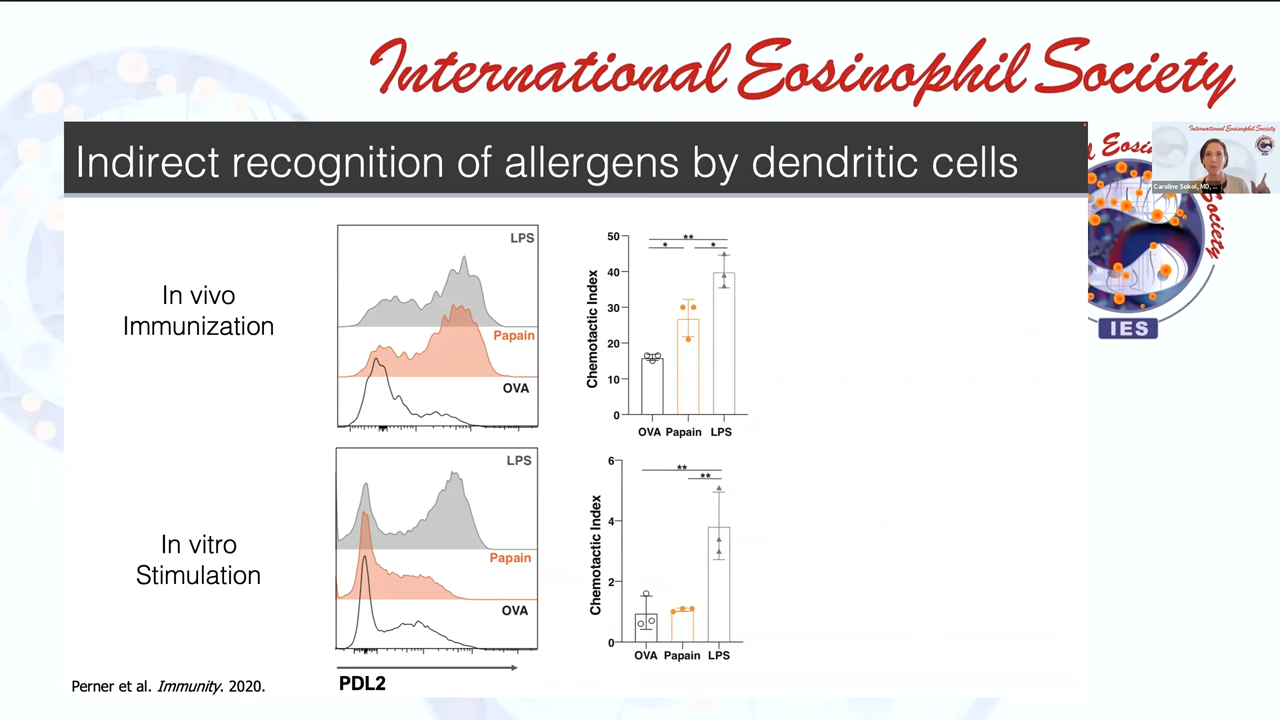 International Eosinophil Society
Indirect recognition of allergens by dendritic cells
International Eosinophil Society
Caroline Sokol, MD, ...
l Eosi
Society
IES
In vivo
Immunization
LPS
Papain
OVA
Chemotactic Index
50
40
30
20
10
0
**
*
*
OVA Papain LPS
In vitro
Stimulation
LPS
Papain
OVA
PDL2
Chemotactic Index
6
4
2
0
**
**
OVA Papain LPS
Perner et al. Immunity. 2020.